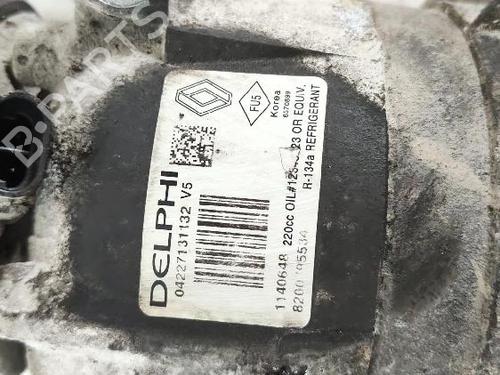 DELPHI
04227131132 V5
FU5
Korea
1140648 220cc OIL# OR EQUIV.
R-134a REFRIGERANT
B-Parts